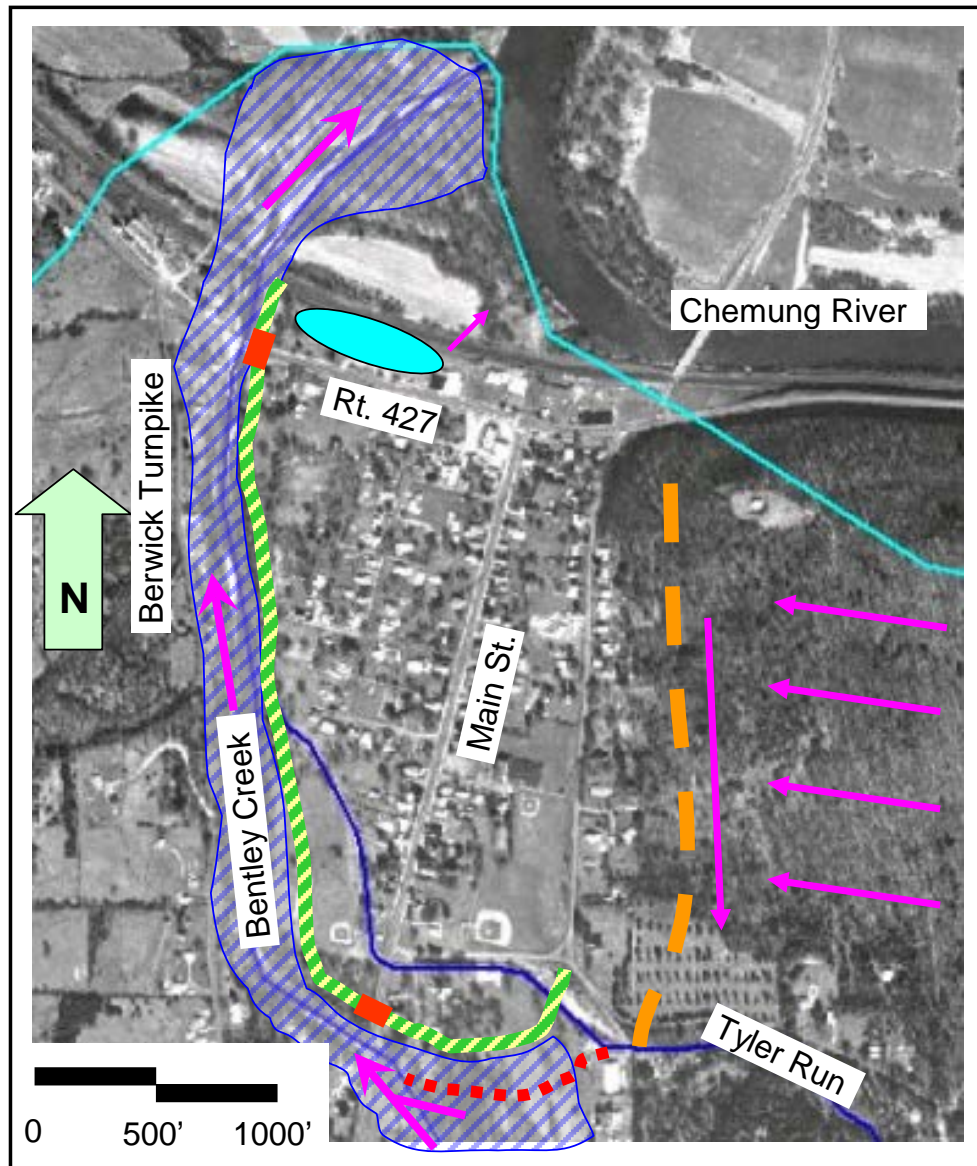 Chemung River
Rt. 427
Berwick Turnpike
N
Main St.
Bentley Creek
Tyler Run
0 500’ 1000’